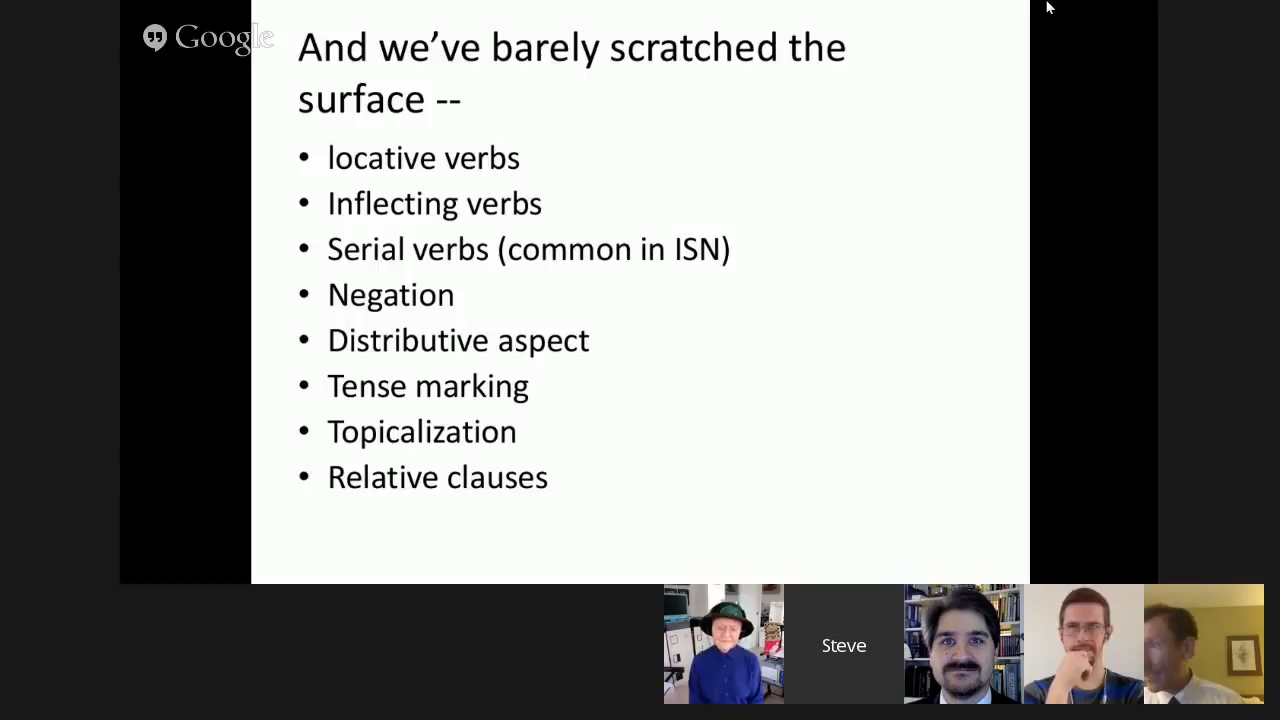 Google
And we’ve barely scratched the
surface --
• locative verbs
• Inflecting verbs
• Serial verbs (common in ISN)
• Negation
• Distributive aspect
• Tense marking
• Topicalization
• Relative clauses
Steve